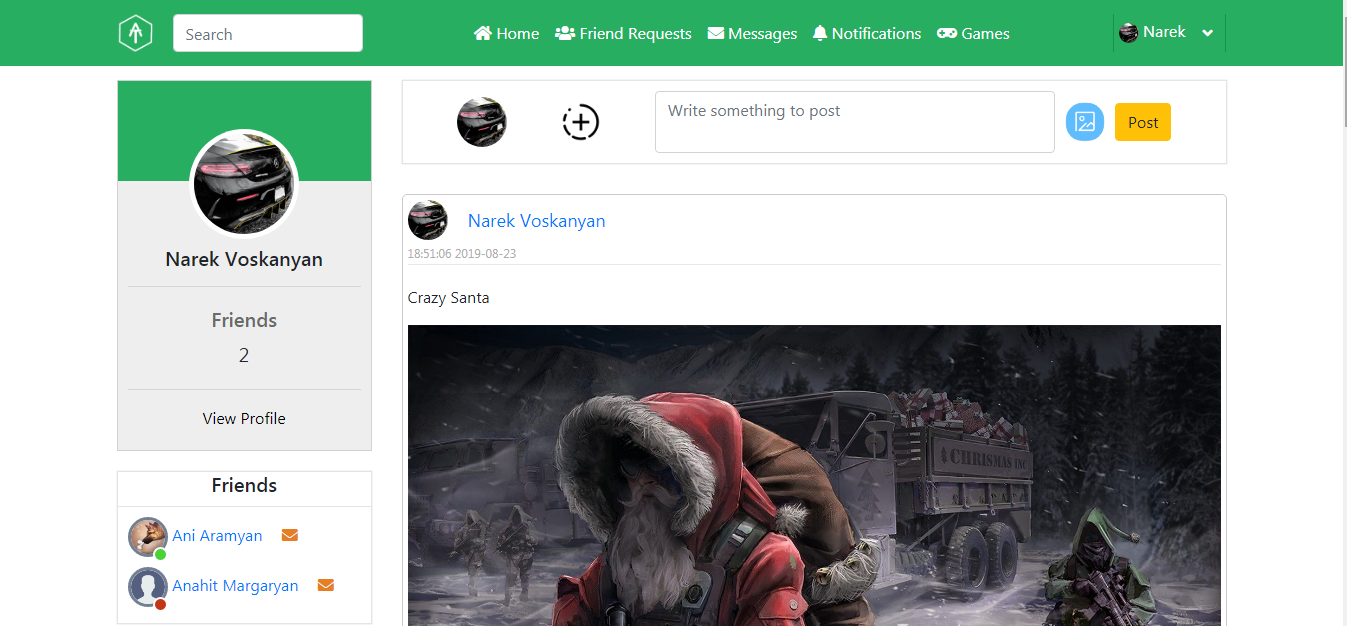 Search
Home
Friend Requests
Messages
Notifications
Games
Narek
Narek Voskanyan
Friends
2
View Profile
Friends
Ani Aramyan
Anahit Margaryan
Write something to post
Post
Narek Voskanyan
18:51:06 2019-08-23
Crazy Santa
CHRISMAS INC